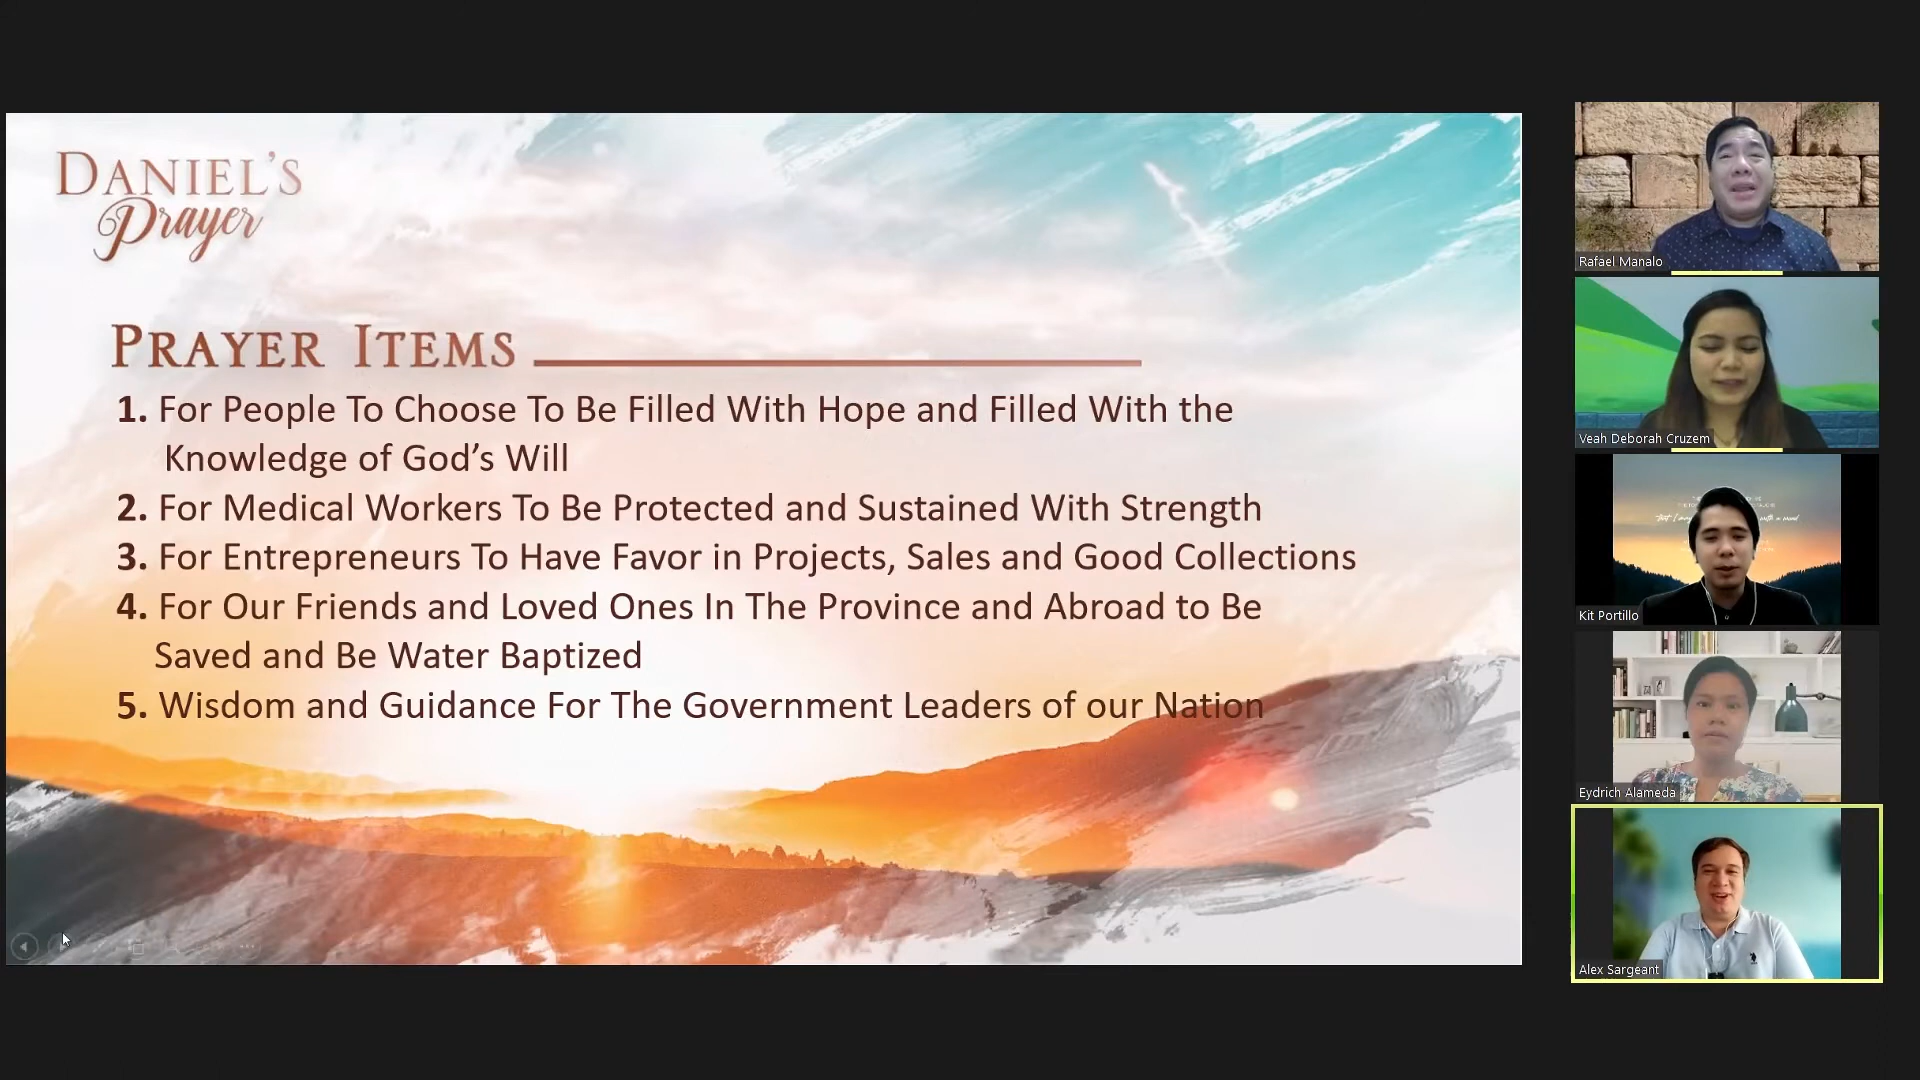 DANIEL'S
Prayer
PRAYER ITEMS
1. For People To Choose To Be Filled With Hope and Filled With the
Knowledge of God’s Will
2. For Medical Workers To Be Protected and Sustained With Strength
3. For Entrepreneurs To Have Favor in Projects, Sales and Good Collections
4. For Our Friends and Loved Ones In The Province and Abroad to Be
Saved and Be Water Baptized
5. Wisdom and Guidance For The Government Leaders of our Nation
Rafael Manalo
Veah Deborah Cruzem
Kit Portillo
Eydrich Alameda
Alex Sargeant